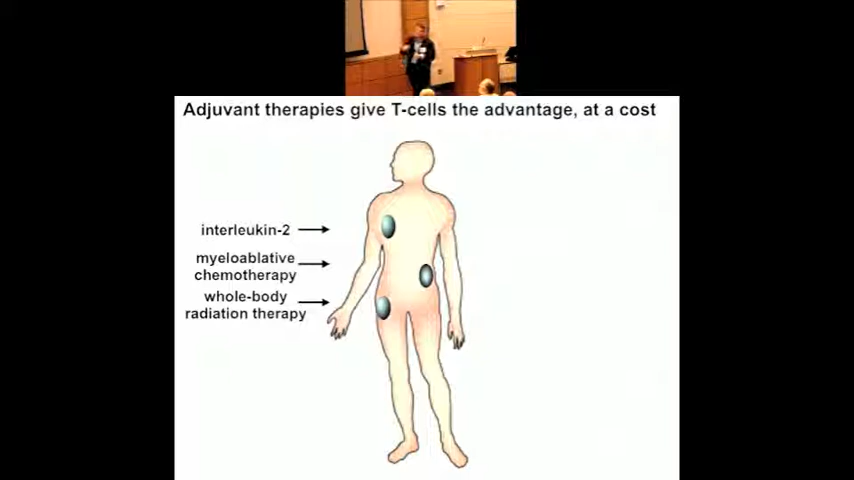 Adjuvant therapies give T-cells the advantage, at a cost
interleukin-2
myeloablative
chemotherapy
whole-body
radiation therapy